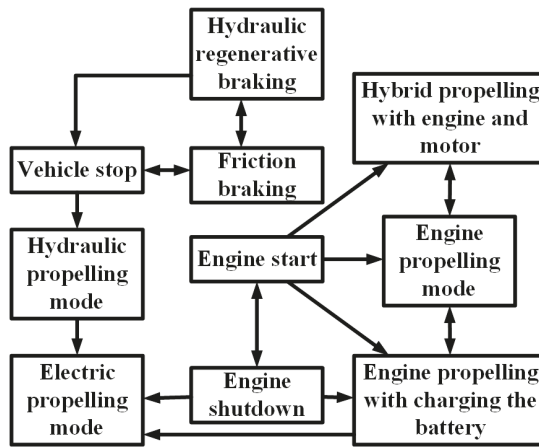 Hydraulic
regenerative
braking
Hybrid propelling
with engine and
motor
Vehicle stop
Friction
braking
Hydraulic
propelling
mode
Engine start
Engine
propelling
mode
Electric
propelling
mode
Engine
shutdown
Engine propelling
with charging the
battery